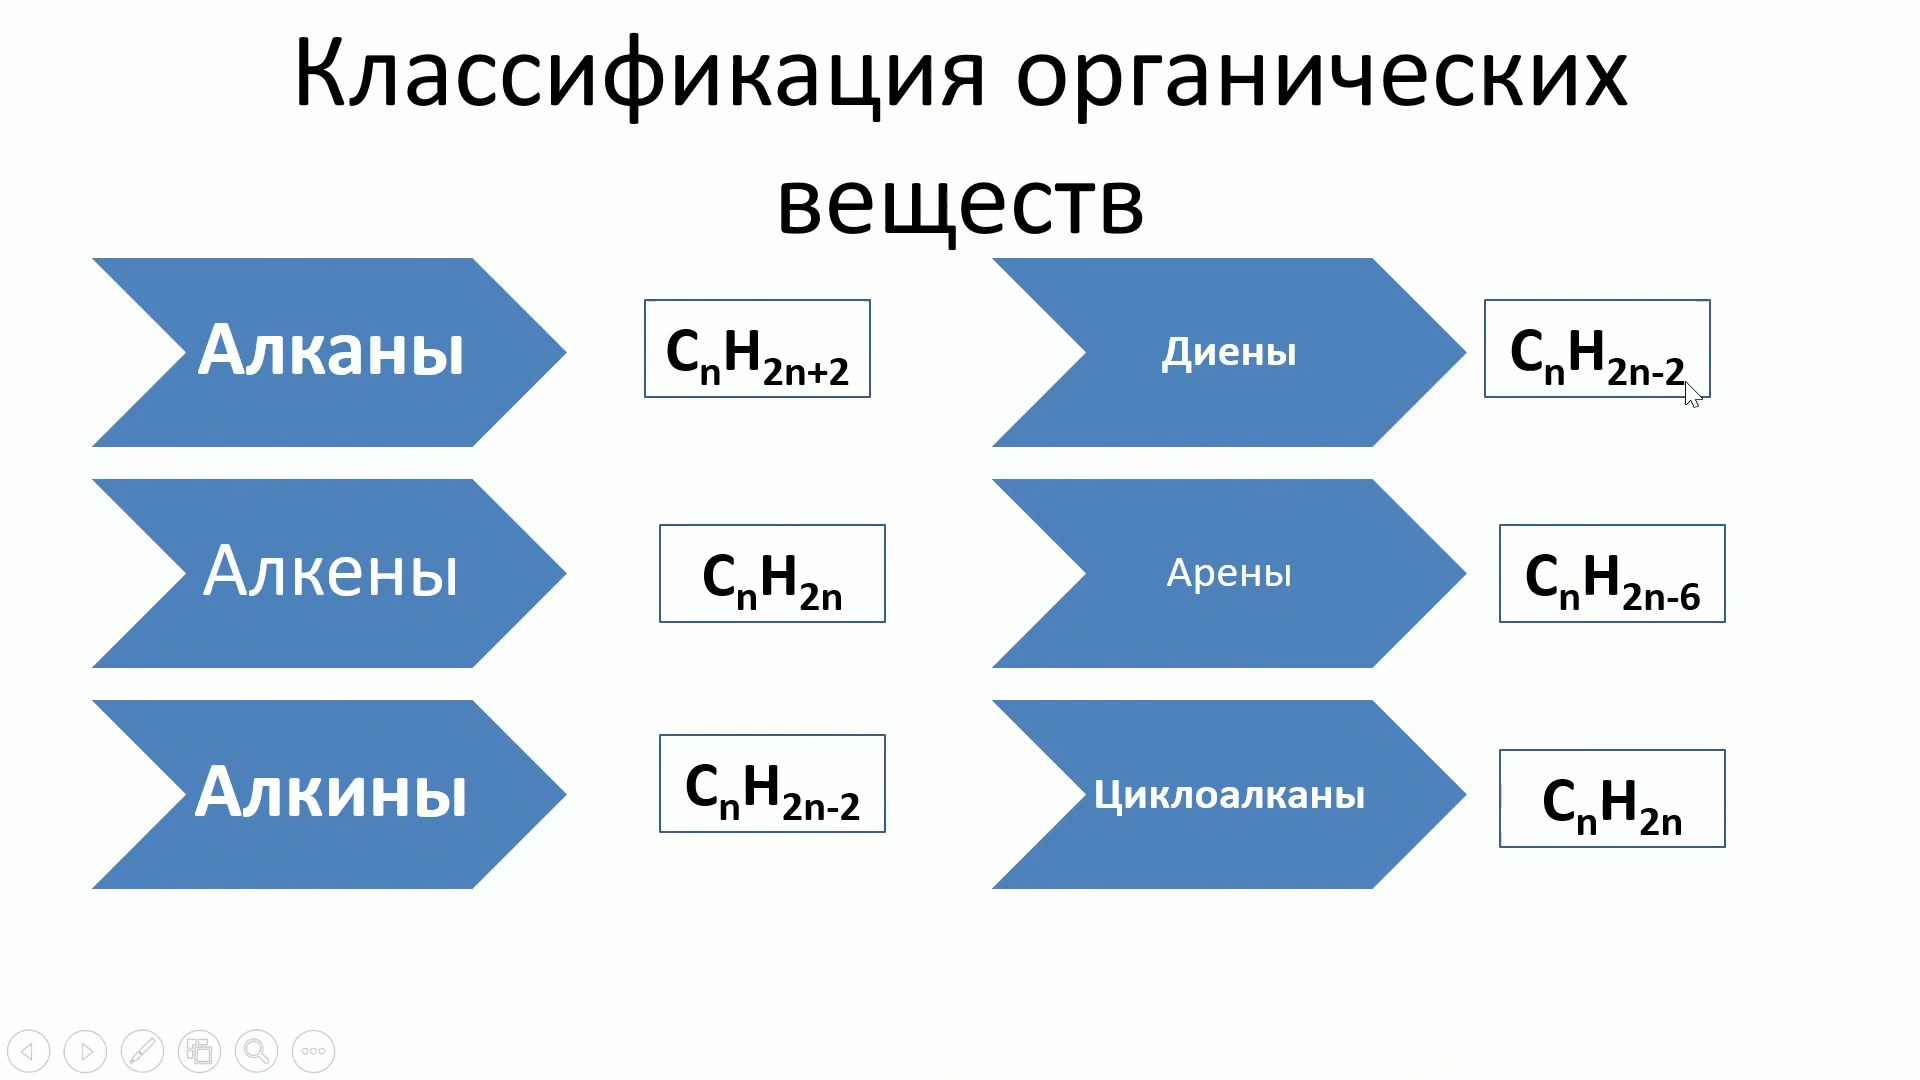 Классификация органических
веществ
Алканы
CnH2n+2
Диены
CnH2n-2
Алкены
CnH2n
Арены
CnH2n-6
Алкины
CnH2n-2
Циклоалканы
CnH2n